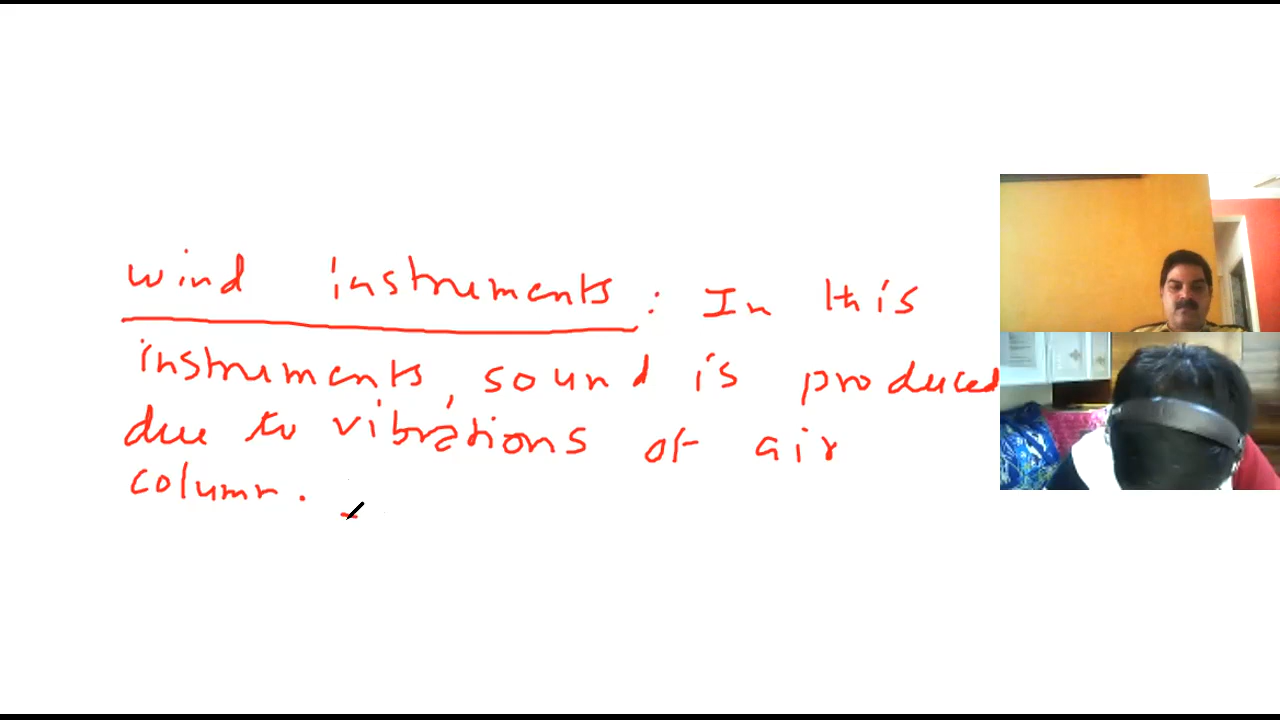 wind instruments : In this
instruments, sound is produced
due to vibrations of air
column.